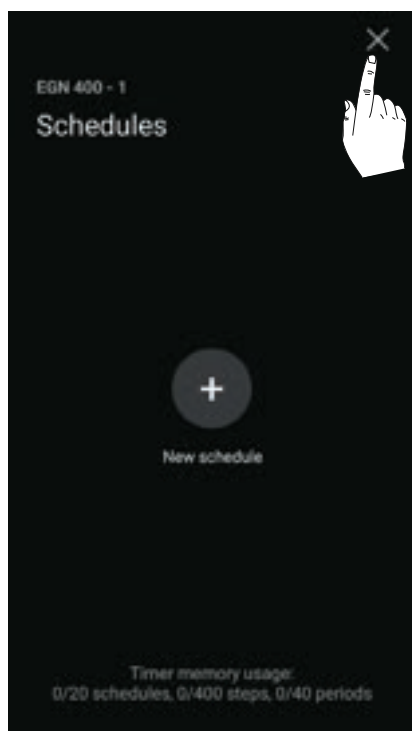 EGN 400 - 1
Schedules
New schedule
Timer memory usage:
0/20 schedules, 0/400 steps, 0/40 periods